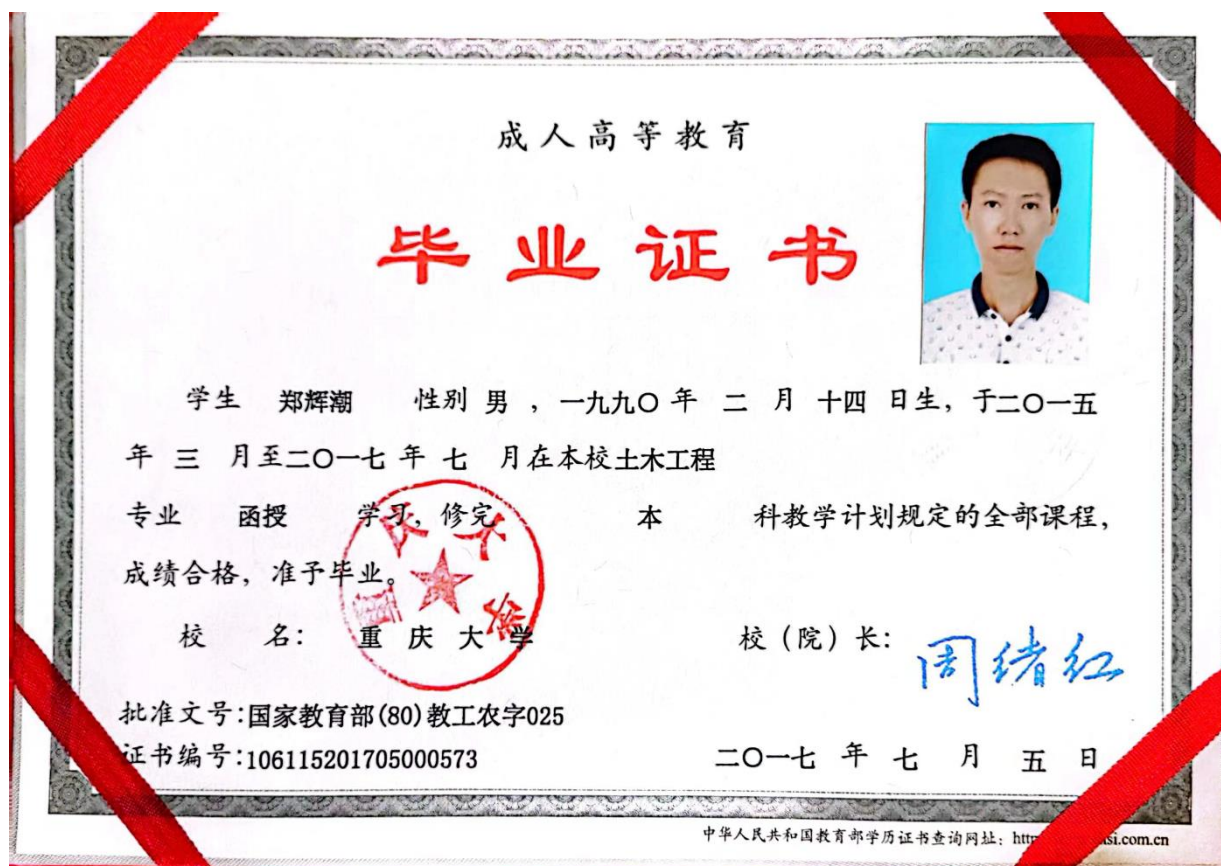 成人高等教育
毕业证书
学生 郑辉潮 性别 男 ，一九九〇 年 二 月 十四 日生，于二〇一五
年 三 月至二〇一七 年 七 月在本校土木工程
专业 函授 学习，修完 本 科教学计划规定的全部课程，
成绩合格，准予毕业。
重庆大学
校 名： 重庆大学 校（院）长： 周绪红
批准文号：国家教育部(80)教工农字025
证书编号：106115201705000573 二〇一七 年 七 月 五 日
中华人民共和国教育部学历证书查询网址： si.com.cn